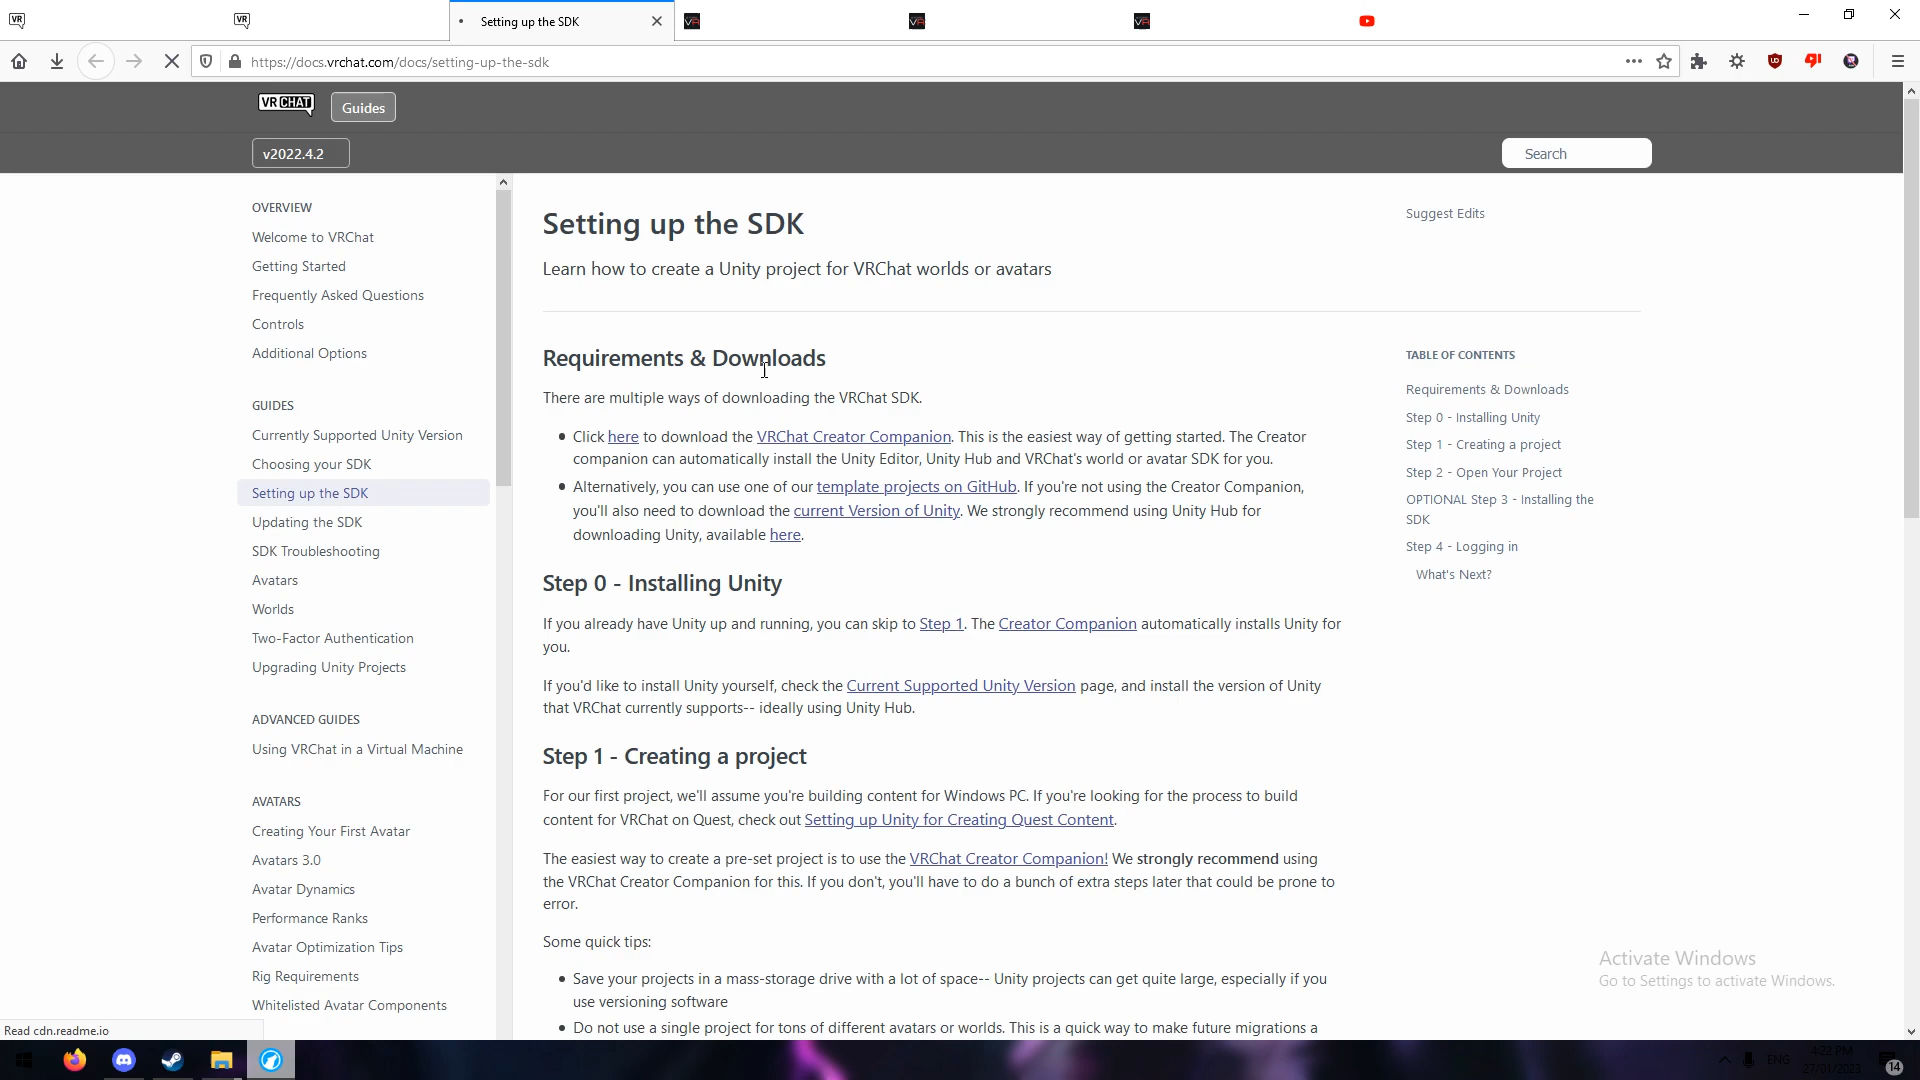 Setting up the SDK
https://docs.vrchat.com/docs/setting-up-the-sdk
VR CHAT
Guides
v2022.4.2
Search
OVERVIEW
Welcome to VRChat
Getting Started
Frequently Asked Questions
Controls
Additional Options
GUIDES
Currently Supported Unity Version
Choosing your SDK
Setting up the SDK
Updating the SDK
SDK Troubleshooting
Avatars
Worlds
Two-Factor Authentication
Upgrading Unity Projects
ADVANCED GUIDES
Using VRChat in a Virtual Machine
AVATARS
Creating Your First Avatar
Avatars 3.0
Avatar Dynamics
Performance Ranks
Avatar Optimization Tips
Rig Requirements
Whitelisted Avatar Components
Setting up the SDK
Learn how to create a Unity project for VRChat worlds or avatars
Requirements & Downloads
There are multiple ways of downloading the VRChat SDK.
Click here to download the VRChat Creator Companion. This is the easiest way of getting started. The Creator
companion can automatically install the Unity Editor, Unity Hub and VRChat's world or avatar SDK for you.
Alternatively, you can use one of our template projects on GitHub. If you're not using the Creator Companion,
you'll also need to download the current Version of Unity. We strongly recommend using Unity Hub for
downloading Unity, available here.
Step 0 - Installing Unity
If you already have Unity up and running, you can skip to Step 1. The Creator Companion automatically installs Unity for
you.
If you'd like to install Unity yourself, check the Current Supported Unity Version page, and install the version of Unity
that VRChat currently supports-- ideally using Unity Hub.
Step 1 - Creating a project
For our first project, we'll assume you're building content for Windows PC. If you're looking for the process to build
content for VRChat on Quest, check out Setting up Unity for Creating Quest Content.
The easiest way to create a pre-set project is to use the VRChat Creator Companion! We strongly recommend using
the VRChat Creator Companion for this. If you don't, you'll have to do a bunch of extra steps later that could be prone to
error.
Some quick tips:
Save your projects in a mass-storage drive with a lot of space-- Unity projects can get quite large, especially if you
use versioning software
Do not use a single project for tons of different avatars or worlds. This is a quick way to make future migrations a
Suggest Edits
TABLE OF CONTENTS
Requirements & Downloads
Step 0 - Installing Unity
Step 1 - Creating a project
Step 2 - Open Your Project
OPTIONAL Step 3 - Installing the
SDK
Step 4 - Logging in
What's Next?
Activate Windows
Go to Settings to activate Windows.
Read cdn.readme.io
ENG
4:22 PM
27/01/2023
14